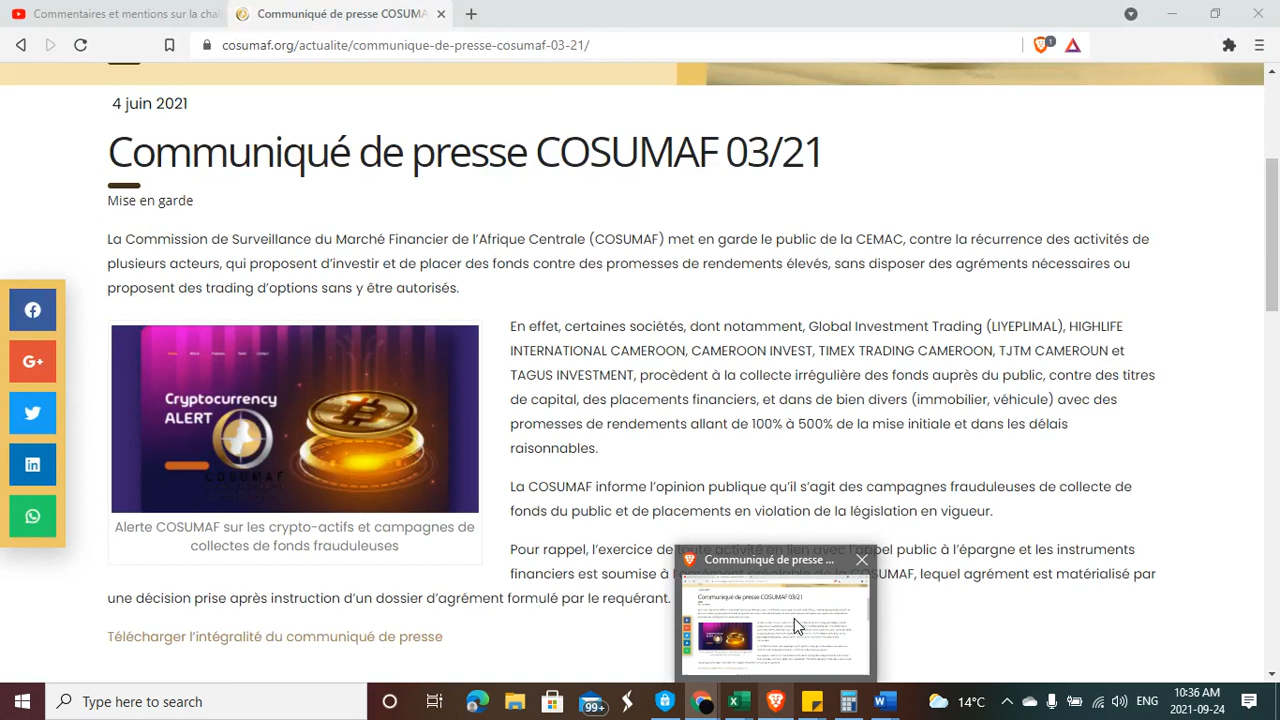 Commentaires et mentions sur la cha
Communiqué de presse COSUMA
cosumaf.org/actualité/communique-de-presse-cosumaf-03-21/
1
4 juin 2021
Communiqué de presse COSUMAF 03/21
Mise en garde
La Commission de Surveillance du Marché Financier de l'Afrique Centrale (COSUMAF) met en garde le public de la CEMAC, contre la récurrence des activités de
plusieurs acteurs, qui proposent d'investir et de placer des fonds contre des promesses de rendements élevés, sans disposer des agréments nécessaires ou
proposent des trading d'options sans y être autorisés.
Cryptocurrency
ALERT
COSUMAF
Alerte COSUMAF sur les crypto-actifs et campagnes de
collectes de fonds frauduleuses
En effet, certaines sociétés, dont notamment, Global Investment Trading (LIYEPLIMAL), HIGHLIFE
INTERNATIONAL CAMEROON, CAMEROON INVEST, TIMEX TRADING CAMEROON, TJTM CAMEROUN et
TAGUS INVESTMENT, procèdent à la collecte irrégulière des fonds auprès du public, contre des titres
de capital, des placements financiers, et dans de bien divers (immobilier, véhicule) avec des
promesses de rendements allant de 100% à 500% de la mise initiale et dans les délais
raisonnables.
La COSUMAF informe l'opinion publique qu'il s'agit des campagnes frauduleuses de collecte de
fonds du public et de placements en violation de la législation en vigueur.
Pour rappel, l'exercice de toute activité en lien avec l'appel public à l'épargne et les instruments
financiers est soumise à l'agrément préalable de la COSUMAF, lequel agrément est matérialisé par
une décision prise après examen d'un dossier d'agrément formulé par le requérant.
Télécharger l'intégralité du communiqué de presse
Communiqué de presse ...
Communiqué de presse COSUMAF 03/21
Type here to search
99+
14°C
ENG
10:36 AM
2021-09-24